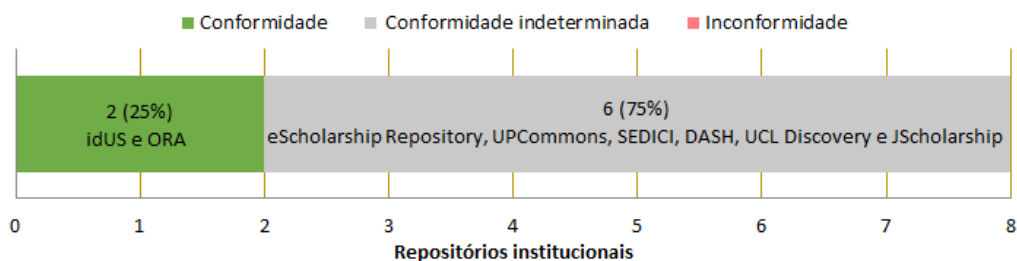 Conformidade Conformidade indeterminada Inconformidade
2 (25%)
idUS e ORA
6 (75%)
eScholarship Repository, UPCommons, SEDICI, DASH, UCL Discovery e JScholarship
0 1 2 3 4 5 6 7 8
Repositórios institucionais